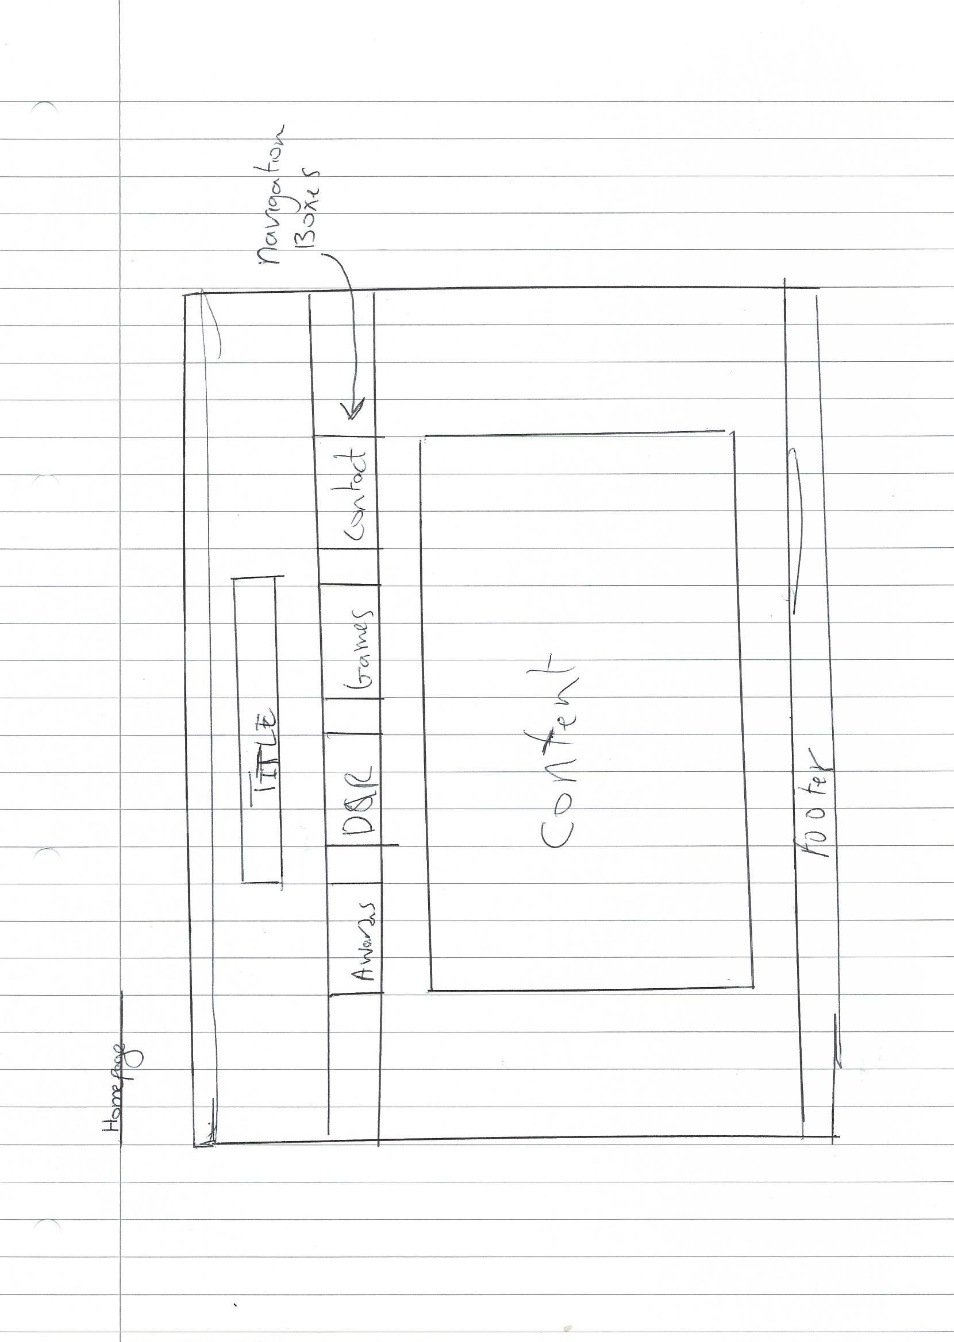 Homepage
Navigation
Boxes
TITLE
Awards
D&R
Games
Contact
Content
Footer